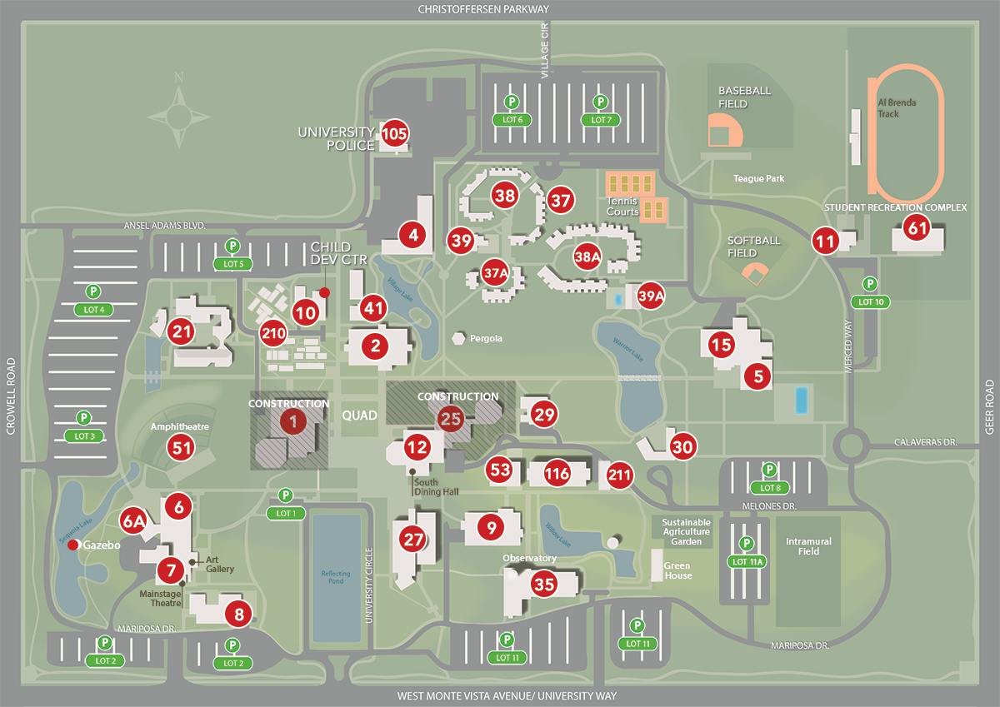 CHRISTOFFERSEN PARKWAY
VILLAGE CIR
N
BASEBALL
FIELD
Al Brenda
Track
P
LOT 6
P
LOT 7
UNIVERSITY
POLICE
105
Teague Park
38
37
Tennis
Courts
STUDENT RECREATION COMPLEX
ANSEL ADAMS BLVD.
4
39
11
61
P
LOT 5
CHILD
DEV CTR
SOFTBALL
FIELD
38A
37A
P
LOT 4
Village Lake
P
LOT 10
39A
10
41
21
210
2
Pergola
Warrior Lake
15
MERCED WAY
5
CROWELL ROAD
GEER ROAD
CONSTRUCTION
CONSTRUCTION
1
QUAD
25
29
P
LOT 3
Amphitheatre
51
12
30
CALAVERAS DR.
53
116
211
South
Dining Hall
P
LOT 8
P
LOT 1
6
6A
MELONES DR.
Sequoia Lake
Gazebo
27
9
Willow Lake
Sustainable
Agriculture
Garden
P
LOT 11A
Intramural
Field
Observatory
7
Art
Gallery
Reflecting
Pond
UNIVERSITY CIRCLE
35
Green
House
Mainstage
Theatre
8
MARIPOSA DR.
P
LOT 2
P
LOT 2
P
LOT 11
P
LOT 11
MARIPOSA DR.
WEST MONTE VISTA AVENUE/ UNIVERSITY WAY